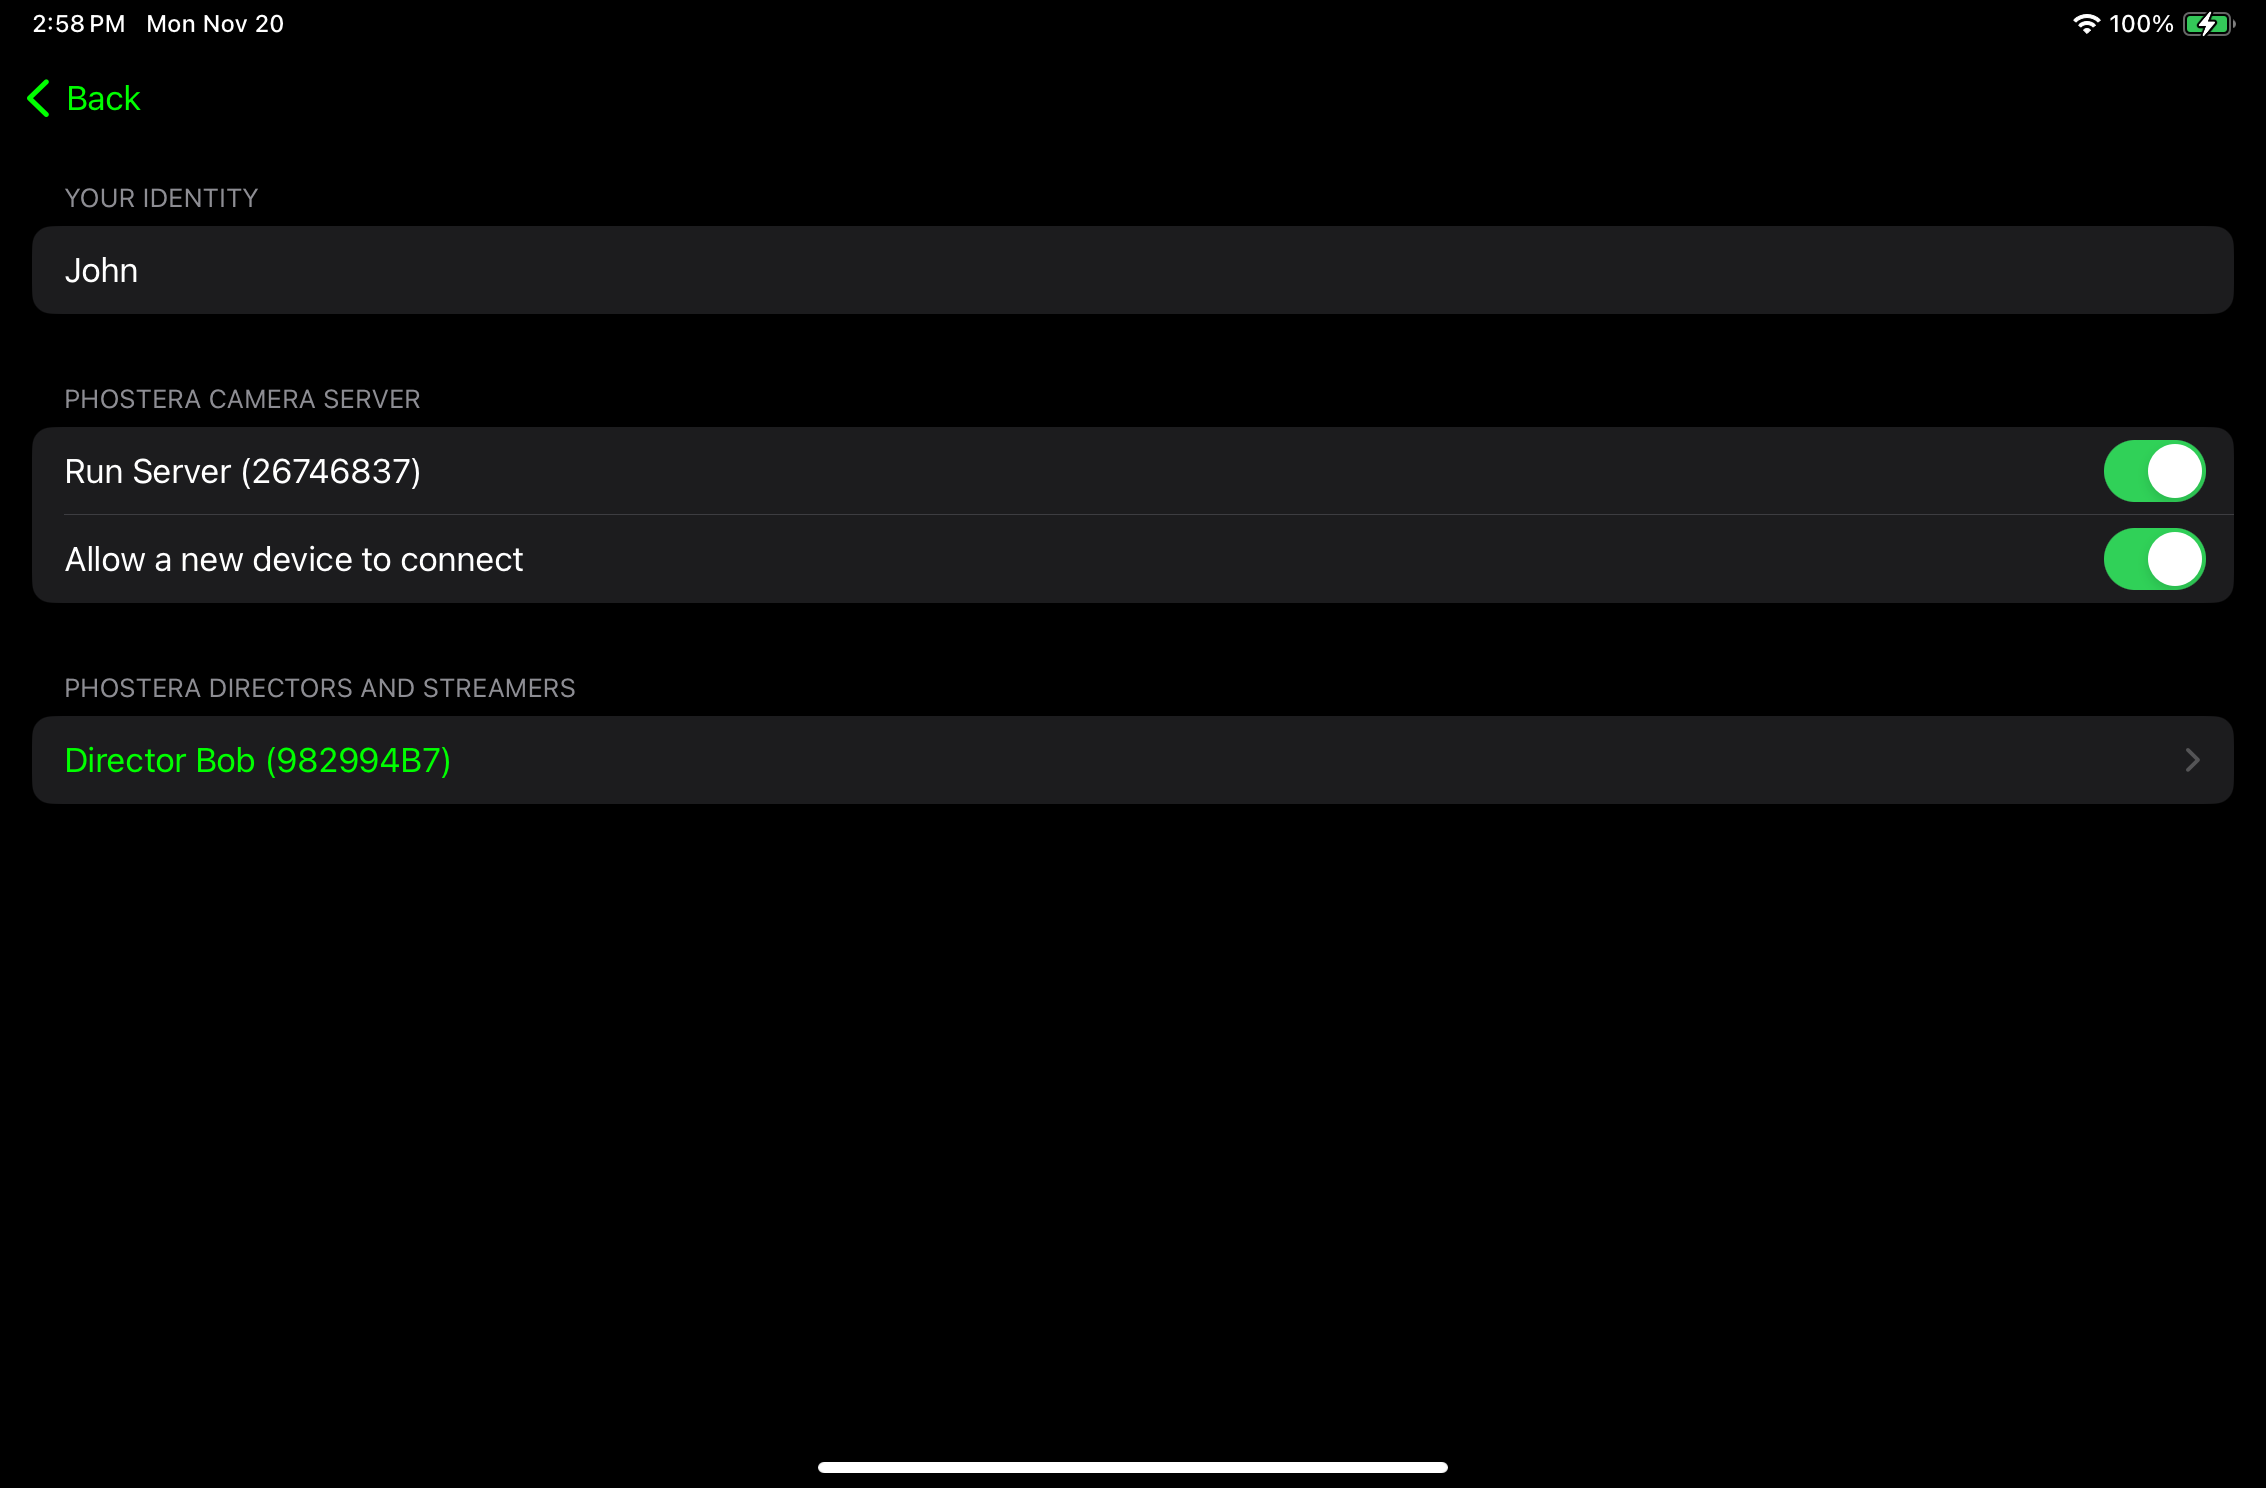 2:58 PM Mon Nov 20
100%
Back
YOUR IDENTITY
John
PHOSTERA CAMERA SERVER
Run Server (26746837)
Allow a new device to connect
PHOSTERA DIRECTORS AND STREAMERS
Director Bob (982994B7)